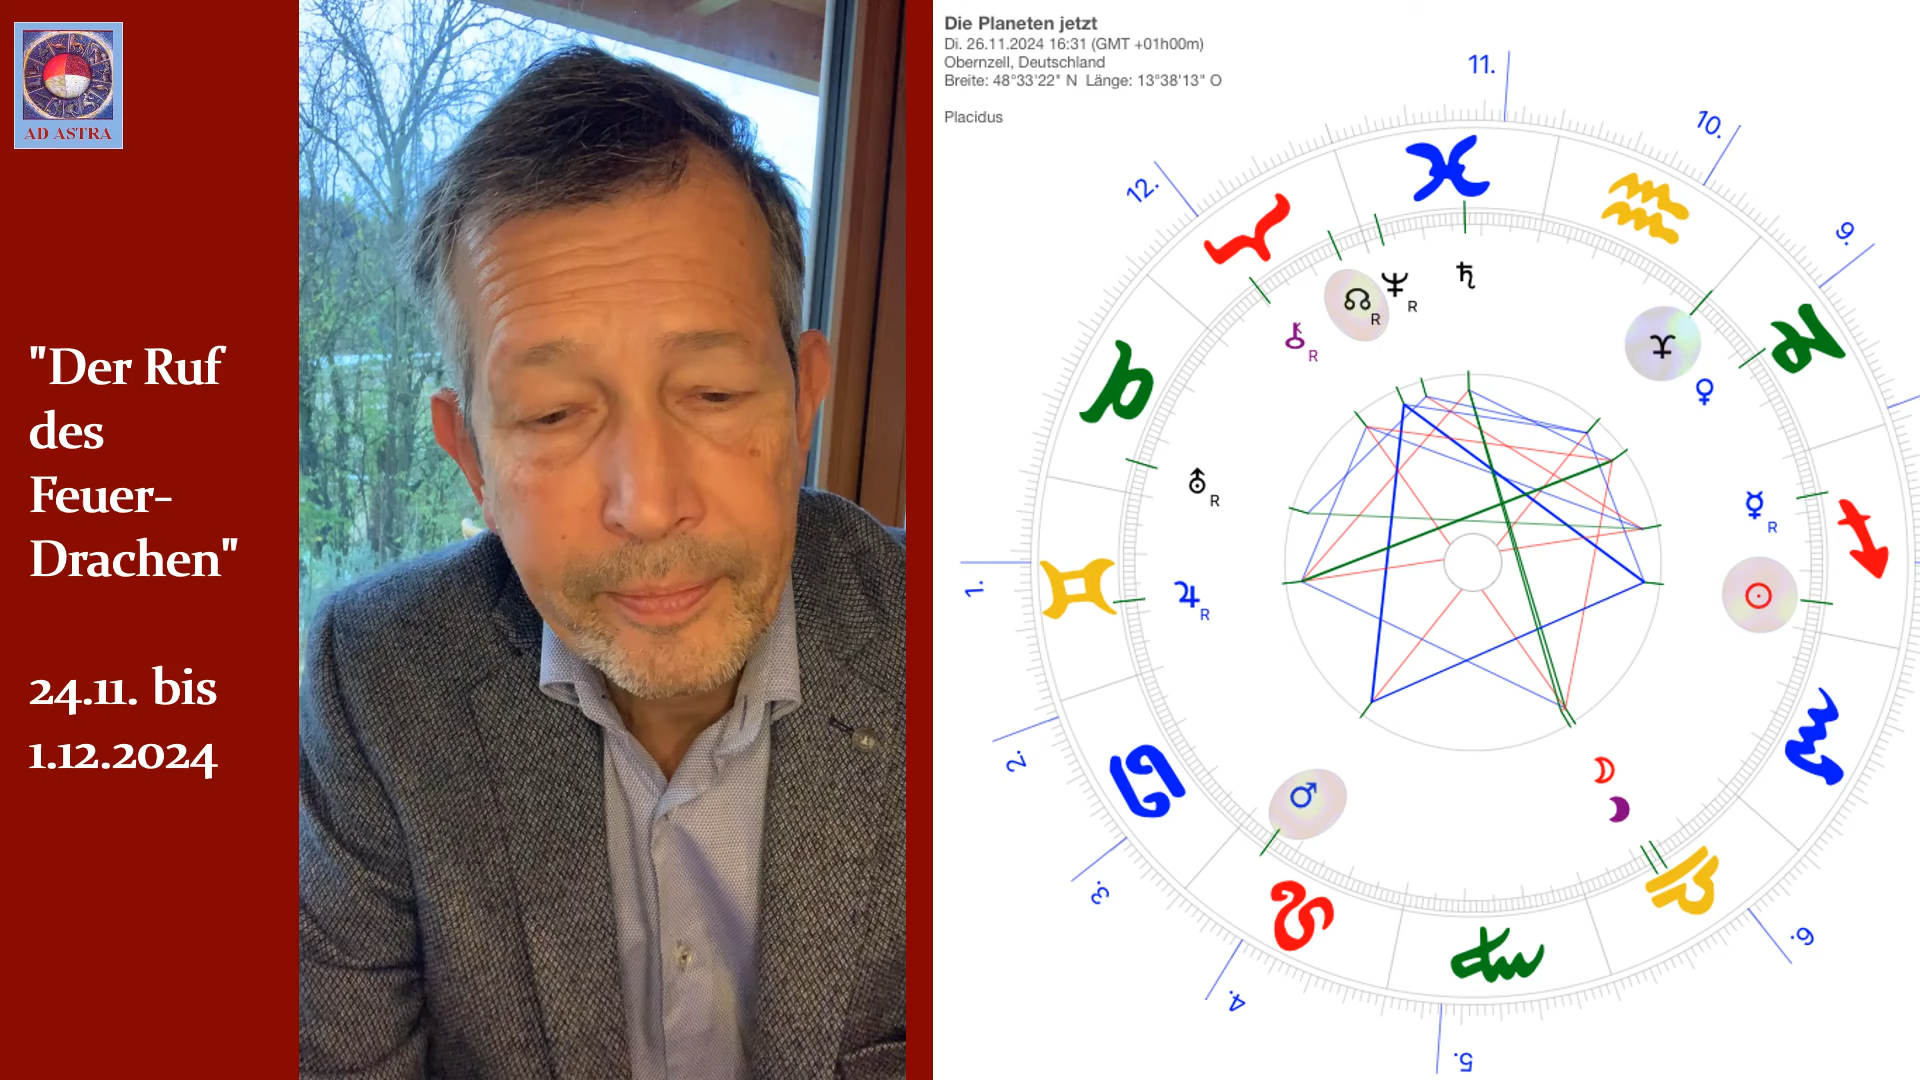 AD ASTRA
"Der Ruf
des
Feuer-
Drachen"
24.11. bis
1.12.2024
Die Planeten jetzt
Di. 26.11.2024 16:31 (GMT +01h00m)
Obernzell, Deutschland
Breite: 48°33'22" N  Länge: 13°38'13" O
Placidus
11.
10.
9.
12.
R
R
R
R
R
R
1.
2.
3.
4.
5.
6.